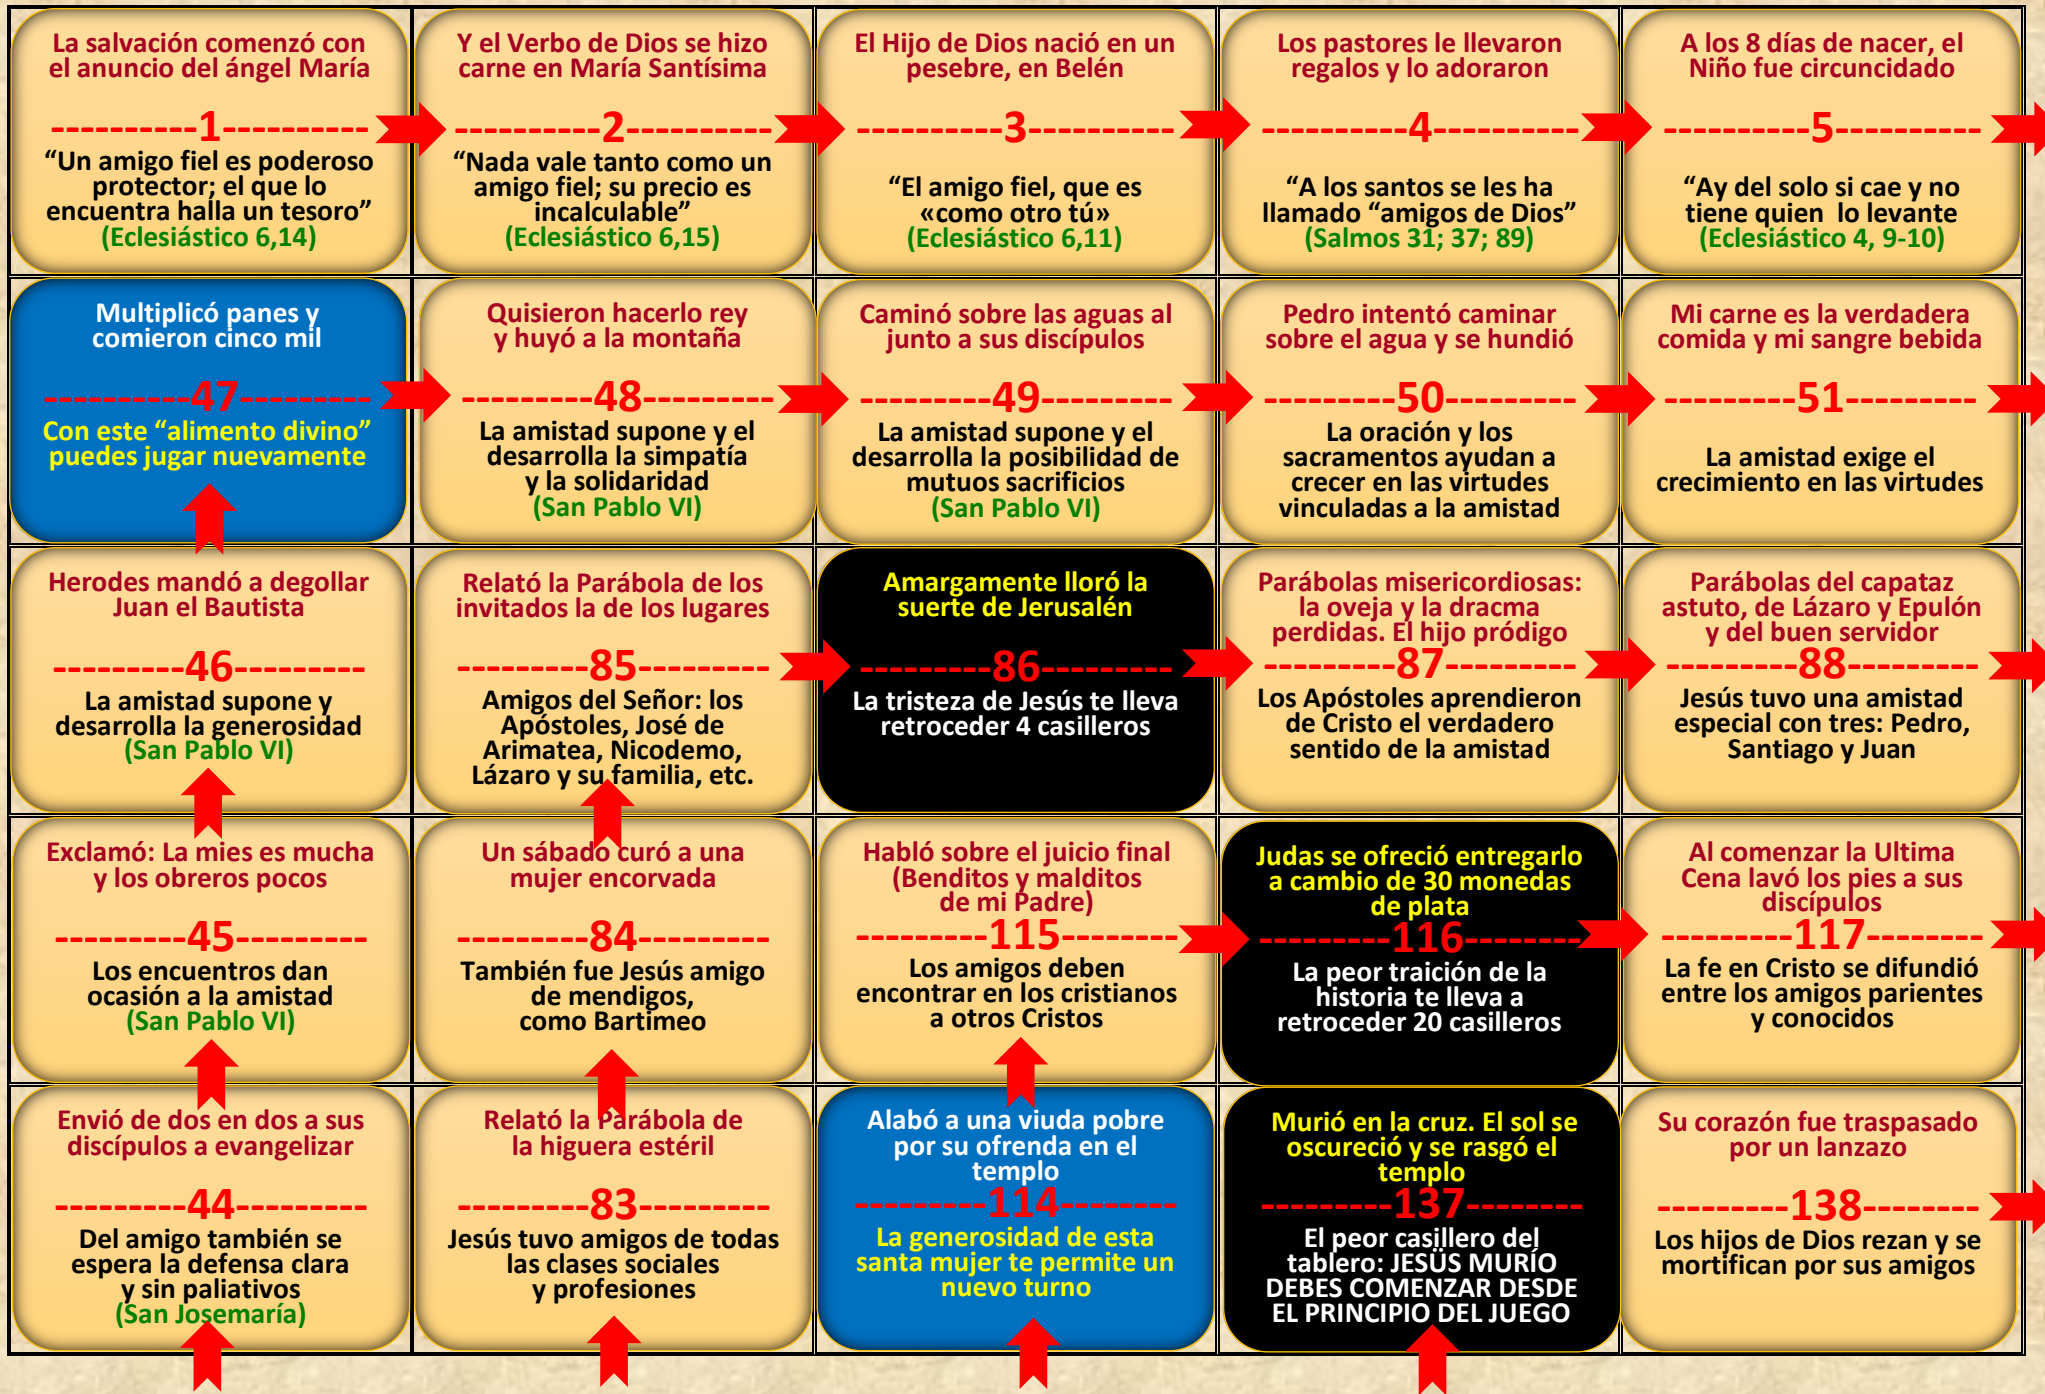 La salvación comenzó con
el anuncio del ángel María
----------1----------
“Un amigo fiel es poderoso
protector; el que lo
encuentra halla un tesoro”
(Eclesiástico 6,14)
Y el Verbo de Dios se hizo
carne en María Santísima
----------2----------
“Nada vale tanto como un
amigo fiel; su precio es
incalculable”
(Eclesiástico 6,15)
El Hijo de Dios nació en un
pesebre, en Belén
----------3----------
“El amigo fiel, que es
«como otro tú»
(Eclesiástico 6,11)
Los pastores le llevaron
regalos y lo adoraron
----------4----------
“A los santos se les ha
llamado “amigos de Dios”
(Salmos 31; 37; 89)
A los 8 días de nacer, el
Niño fue circuncidado
----------5----------
“Ay del solo si cae y no
tiene quien lo levante
(Eclesiástico 4, 9-10)
Multiplicó panes y
comieron cinco mil
---------47---------
Con este “alimento divino”
puedes jugar nuevamente
Quisieron hacerlo rey
y huyó a la montaña
---------48---------
La amistad supone y el
desarrolla la simpatía
y la solidaridad
(San Pablo VI)
Caminó sobre las aguas al
junto a sus discípulos
---------49---------
La amistad supone y el
desarrolla la posibilidad de
mutuos sacrificios
(San Pablo VI)
Pedro intentó caminar
sobre el agua y se hundió
---------50---------
La oración y los
sacramentos ayudan a
crecer en las virtudes
vinculadas a la amistad
Mi carne es la verdadera
comida y mi sangre bebida
---------51---------
La amistad exige el
crecimiento en las virtudes
Herodes mandó a degollar
Juan el Bautista
---------46---------
La amistad supone y
desarrolla la generosidad
(San Pablo VI)
Relató la Parábola de los
invitados la de los lugares
---------85---------
Amigos del Señor: los
Apóstoles, José de
Arimatea, Nicodemo,
Lázaro y su familia, etc.
Amargamente lloró la
suerte de Jerusalén
---------86---------
La tristeza de Jesús te lleva
retroceder 4 casilleros
Parábolas misericordiosas:
la oveja y la dracma
perdidas. El hijo pródigo
---------87---------
Los Apóstoles aprendieron
de Cristo el verdadero
sentido de la amistad
Parábolas del capataz
astuto, de Lázaro y Epulón
y del buen servidor
---------88---------
Jesús tuvo una amistad
especial con tres: Pedro,
Santiago y Juan
Exclamó: La mies es mucha
y los obreros pocos
---------45---------
Los encuentros dan
ocasión a la amistad
(San Pablo VI)
Un sábado curó a una
mujer encorvada
---------84---------
También fue Jesús amigo
de mendigos,
como Bartimeo
Habló sobre el juicio final
(Benditos y malditos
de mi Padre)
---------115--------
Los amigos deben
encontrar en los cristianos
a otros Cristos
Judas se ofreció entregarlo
a cambio de 30 monedas
de plata
---------116--------
La peor traición de la
historia te lleva a
retroceder 20 casilleros
Al comenzar la Ultima
Cena lavó los pies a sus
discípulos
---------117--------
La fe en Cristo se difundió
entre los amigos parientes
y conocidos
Envió de dos en dos a sus
discípulos a evangelizar
---------44---------
Del amigo también se
espera la defensa clara
y sin paliativos
(San Josemaría)
Relató la Parábola de
la higuera estéril
---------83---------
Jesús tuvo amigos de todas
las clases sociales
y profesiones
Alabó a una viuda pobre
por su ofrenda en el
templo
---------114--------
La generosidad de esta
santa mujer te permite un
nuevo turno
Murió en la cruz. El sol se
oscureció y se rasgó el
templo
---------137--------
El peor casillero del
tablero: JESÜS MURÍO
DEBES COMENZAR DESDE
EL PRINCIPIO DEL JUEGO
Su corazón fue traspasado
por un lanzazo
---------138--------
Los hijos de Dios rezan y se
mortifican por sus amigos